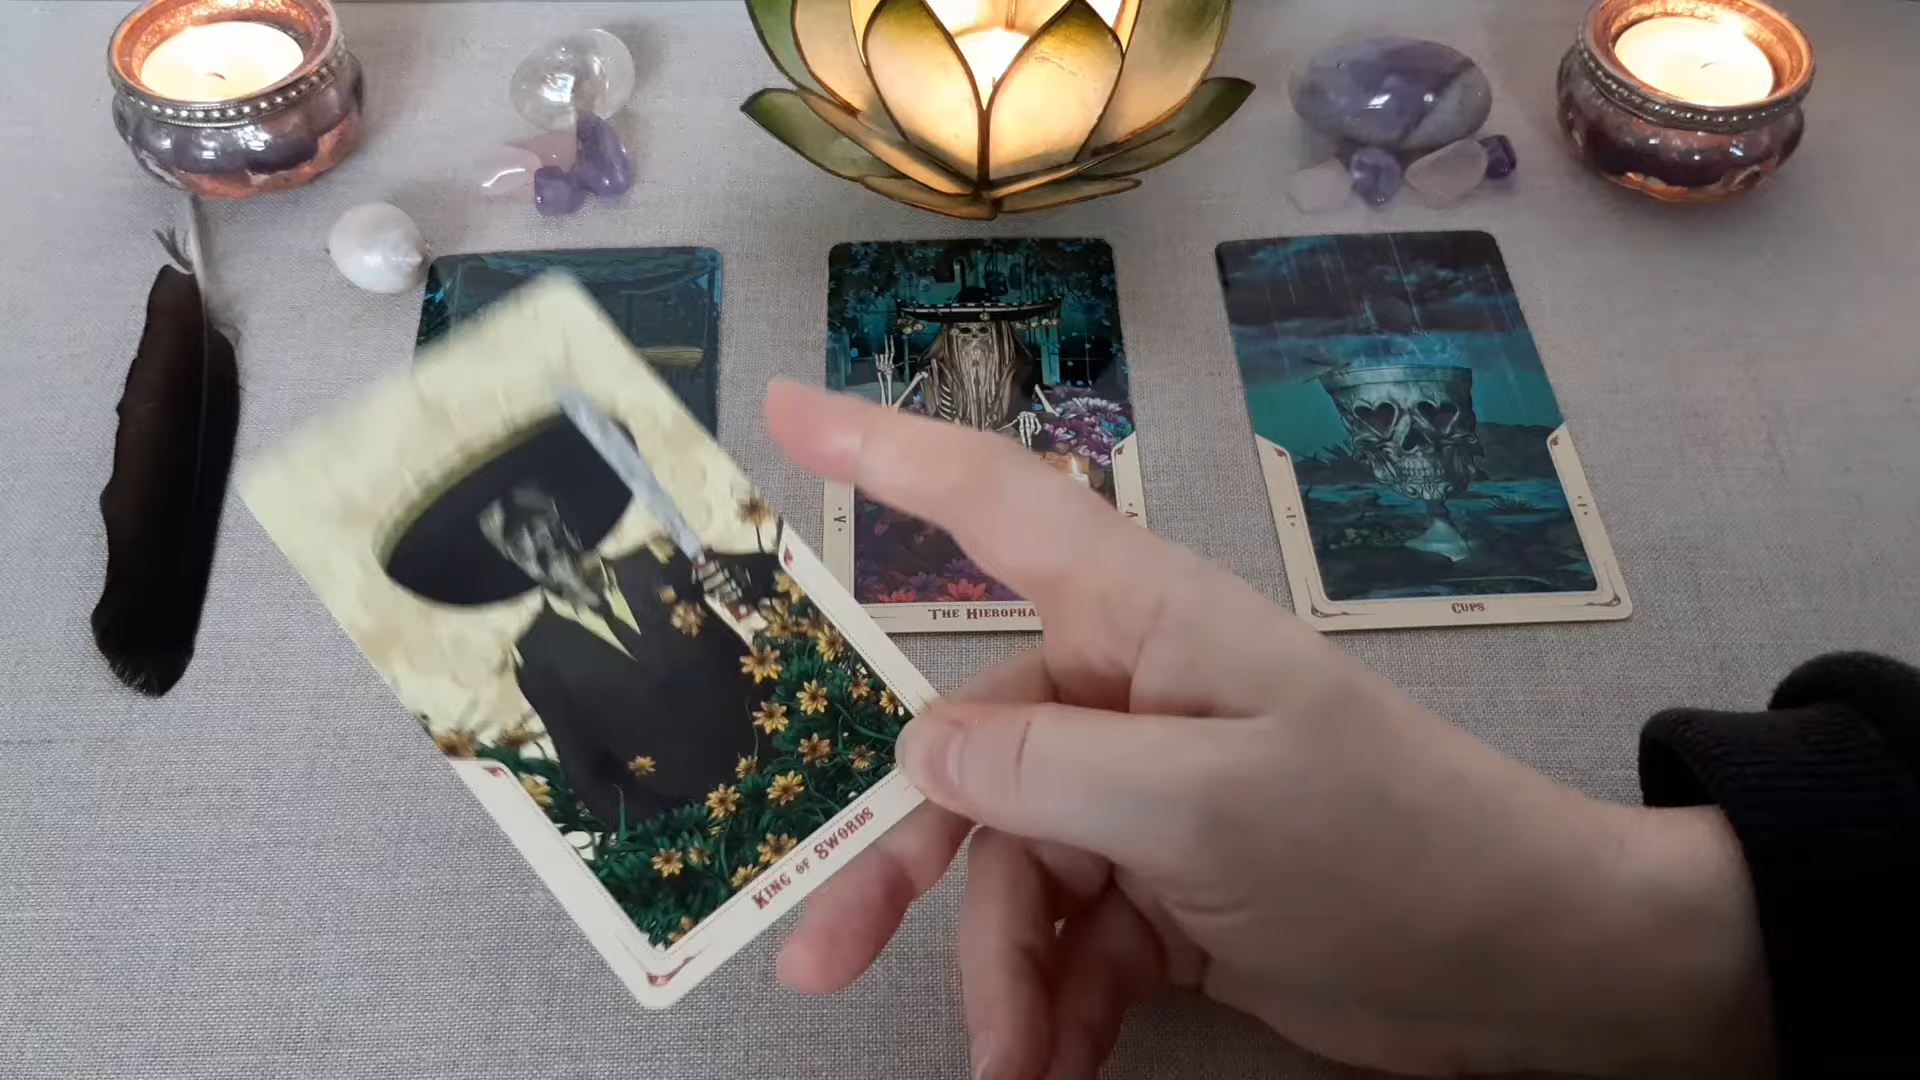 · V ·
THE HIEROPHA
· I ·
· I ·
CUPS
KING OF SWORDS